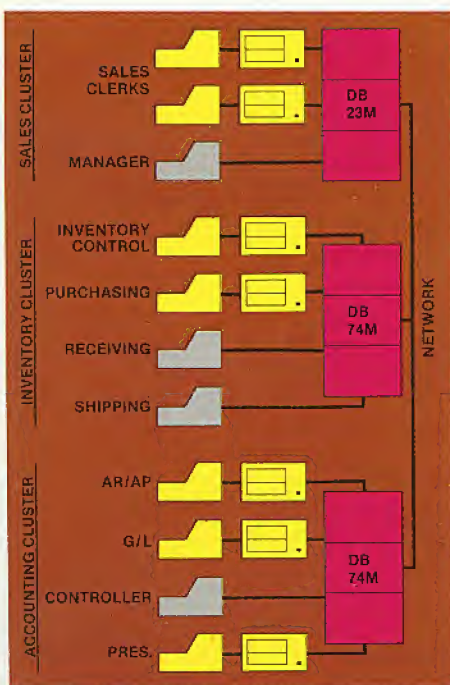 SALES CLUSTER
SALES
CLERKS
MANAGER
DB
23M
INVENTORY CLUSTER
INVENTORY
CONTROL
PURCHASING
RECEIVING
SHIPPING
DB
74M
NETWORK
ACCOUNTING CLUSTER
AR/AP
G/L
CONTROLLER
PRES.
DB
74M